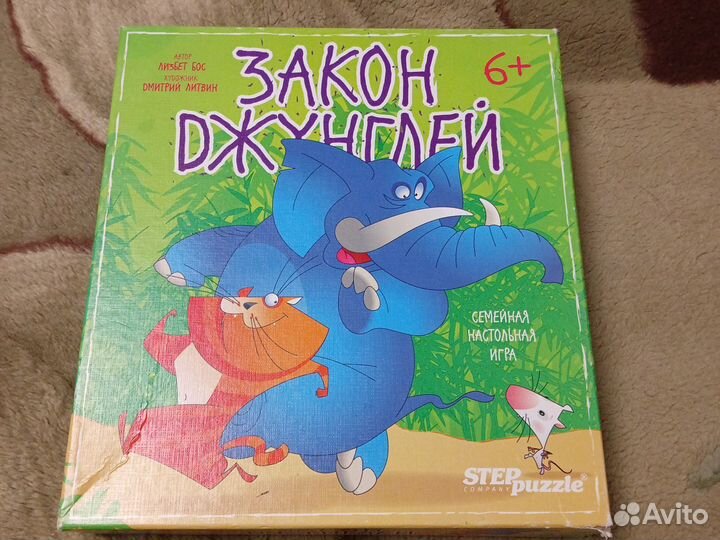 АВТОР
ЛИЗБЕТ БОС
ХУДОЖНИК
ДМИТРИЙ ЛИТВИН
ЗАКОН
ДЖУНГЛЕЙ
6+
СЕМЕЙНАЯ
НАСТОЛЬНАЯ
ИГРА
STEP puzzle
COMPANY
Avito